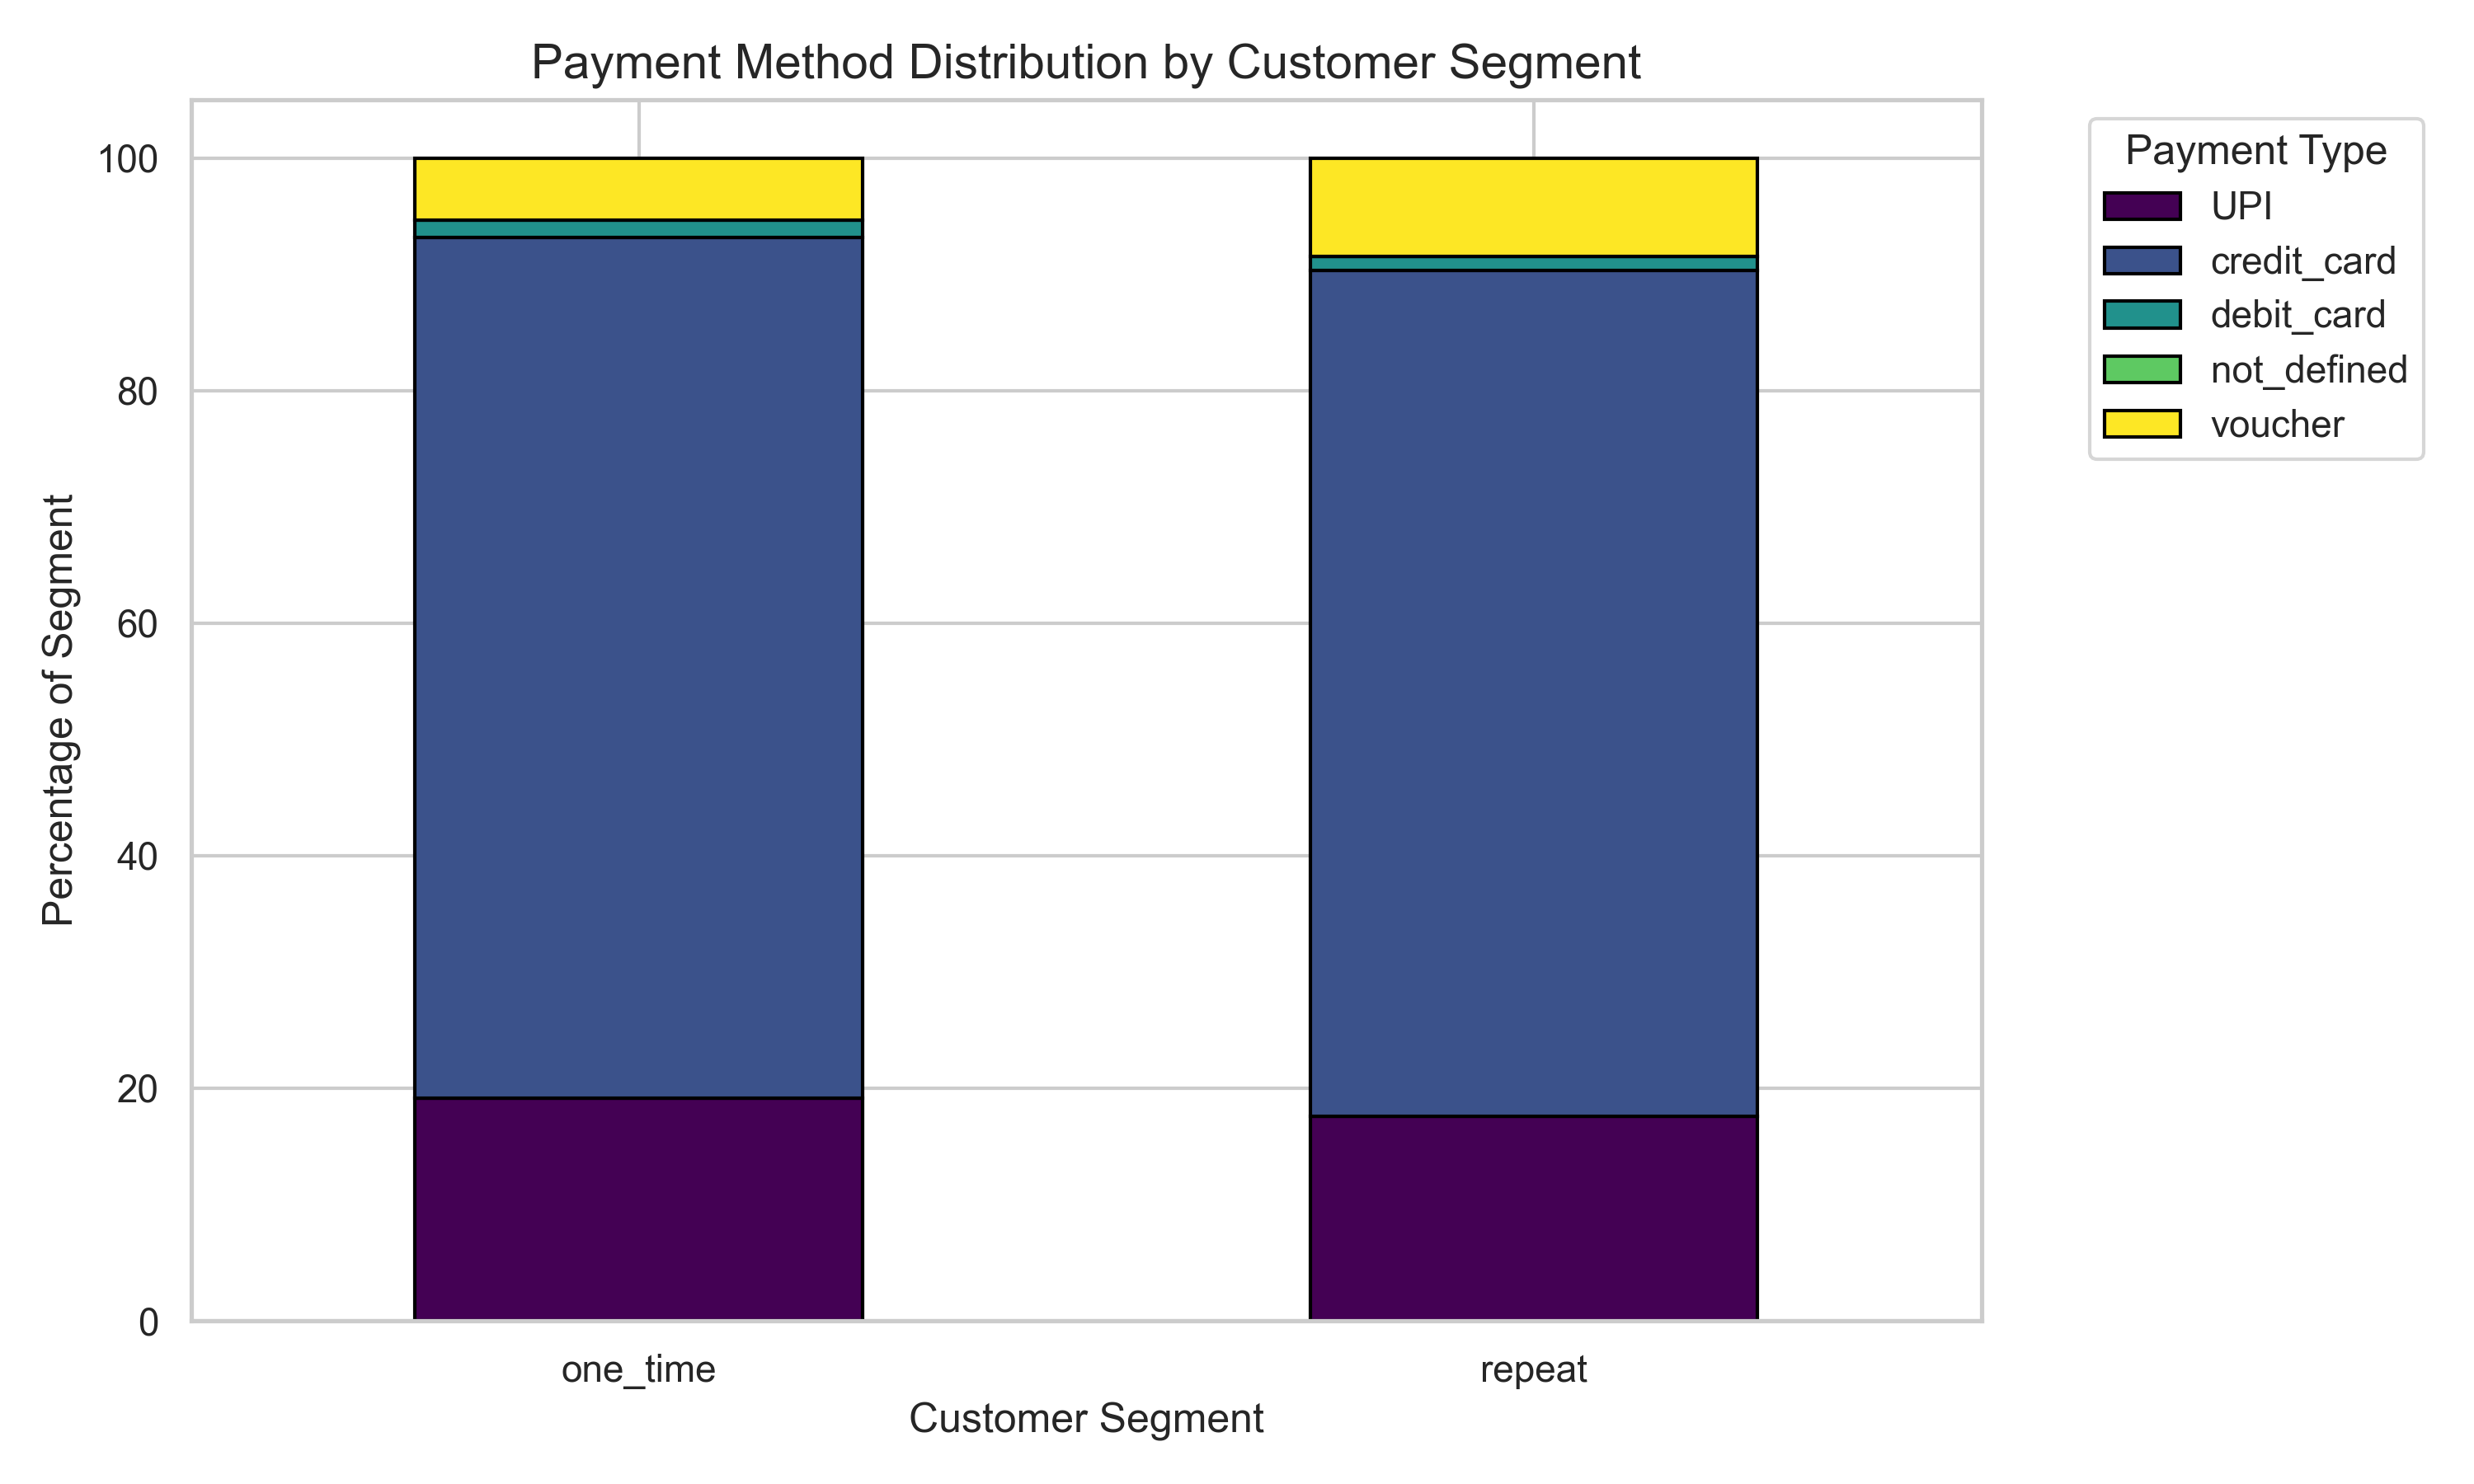 Payment Method Distribution by Customer Segment
Percentage of Segment
100
80
60
40
20
0
one_time
repeat
Customer Segment
Payment Type
UPI
credit_card
debit_card
not_defined
voucher